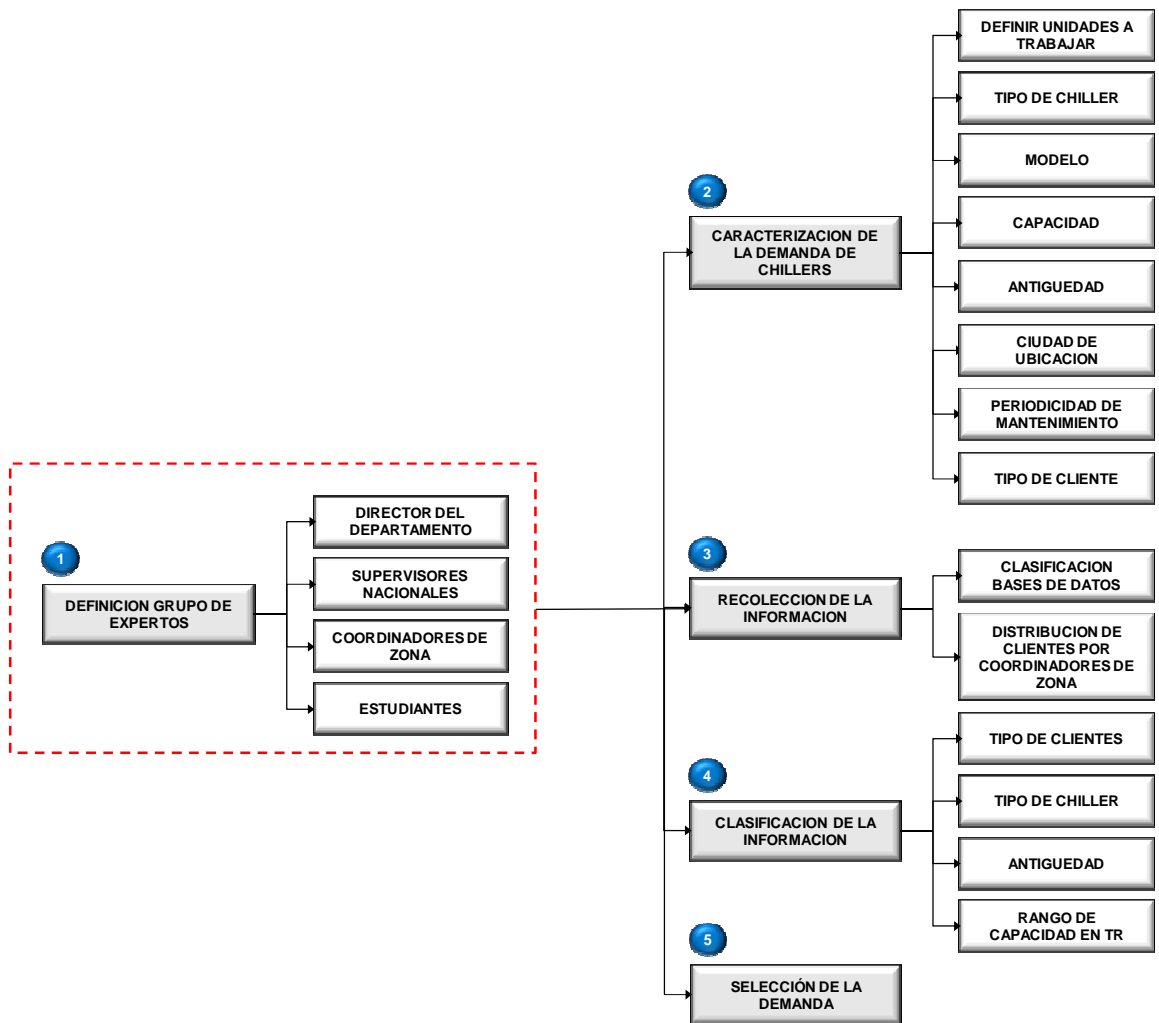 1
DEFINICION GRUPO DE
EXPERTOS
DIRECTOR DEL
DEPARTAMENTO
SUPERVISORES
NACIONALES
COORDINADORES DE
ZONA
ESTUDIANTES
2
CARACTERIZACION DE
LA DEMANDA DE
CHILLERS
DEFINIR UNIDADES A
TRABAJAR
TIPO DE CHILLER
MODELO
CAPACIDAD
ANTIGUEDAD
CIUDAD DE
UBICACION
PERIODICIDAD DE
MANTENIMIENTO
TIPO DE CLIENTE
3
RECOLECCION DE LA
INFORMACION
CLASIFICACION
BASES DE DATOS
DISTRIBUCION DE
CLIENTES POR
COORDINADORES DE
ZONA
4
CLASIFICACION DE LA
INFORMACION
TIPO DE CLIENTES
TIPO DE CHILLER
ANTIGUEDAD
RANGO DE
CAPACIDAD EN TR
5
SELECCIÓN DE LA
DEMANDA